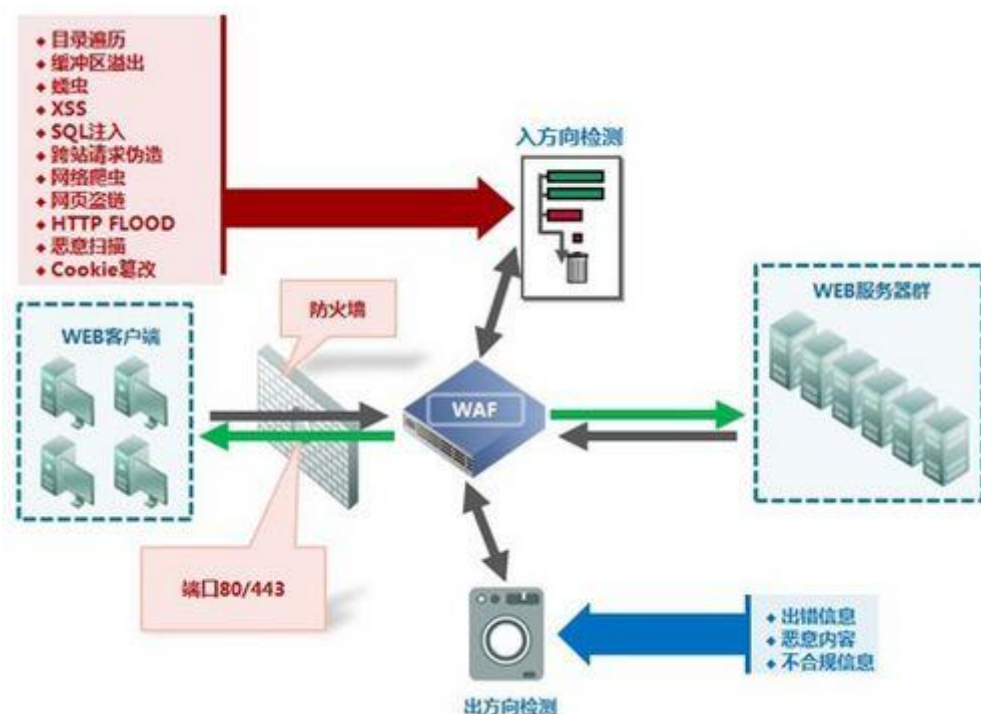 ◆ 目录遍历
◆ 缓冲区溢出
◆ 蠕虫
◆ XSS
◆ SQL注入
◆ 跨站请求伪造
◆ 网络爬虫
◆ 网页盗链
◆ HTTP FLOOD
◆ 恶意扫描
◆ Cookie篡改
入方向检测
防火墙
WEB客户端
WEB服务器群
WAF
端口80/443
◆ 出错信息
◆ 恶意内容
◆ 不合规信息
出方向检测